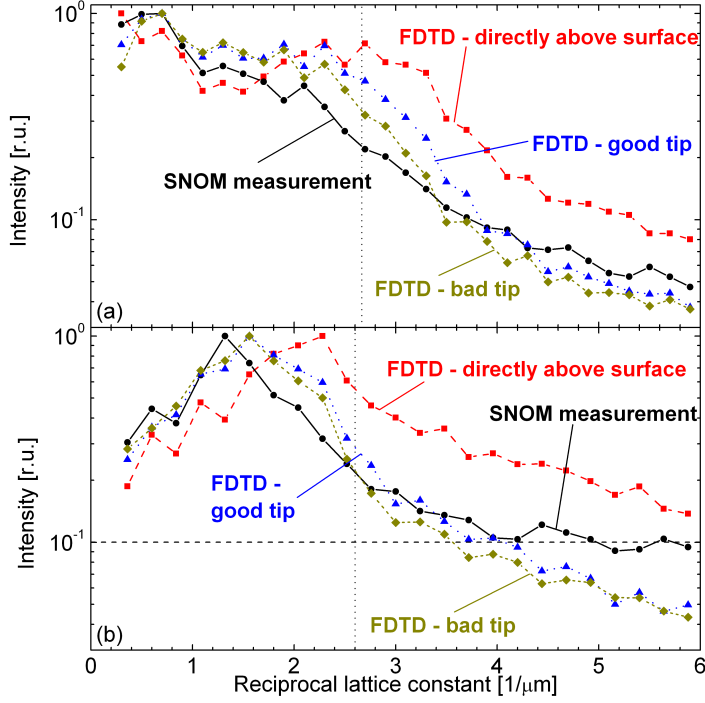 10⁰
FDTD - directly above surface
FDTD - good tip
SNOM measurement
Intensity [r.u.]
10⁻¹
FDTD - bad tip
(a)
10⁰
FDTD - directly above surface
SNOM measurement
FDTD -
good tip
Intensity [r.u.]
10⁻¹
FDTD - bad tip
(b)
0 1 2 3 4 5 6
Reciprocal lattice constant [1/μm]